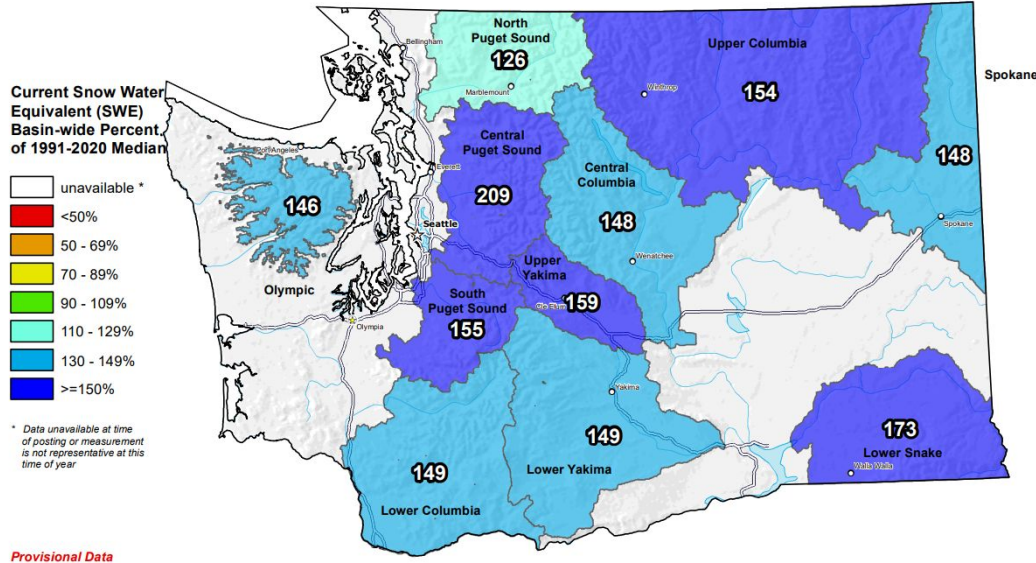 Current Snow Water
Equivalent (SWE)
Basin-wide Percent
of 1991-2020 Median
unavailable *
<50%
50 - 69%
70 - 89%
90 - 109%
110 - 129%
130 - 149%
>=150%
* Data unavailable at time
of posting or measurement
is not representative at this
time of year
Provisional Data
North
Puget Sound
126
Bellingham
Marblemount
Upper Columbia
Winthrop
154
Spokane
148
Spokane
Port Angeles
146
Olympic
Everett
Seattle
Olympia
Central
Puget Sound
209
Central
Columbia
148
Wenatchee
Upper
Yakima
Cle Elum
159
South
Puget Sound
155
Yakima
149
Lower Yakima
149
Lower Columbia
173
Lower Snake
Walla Walla